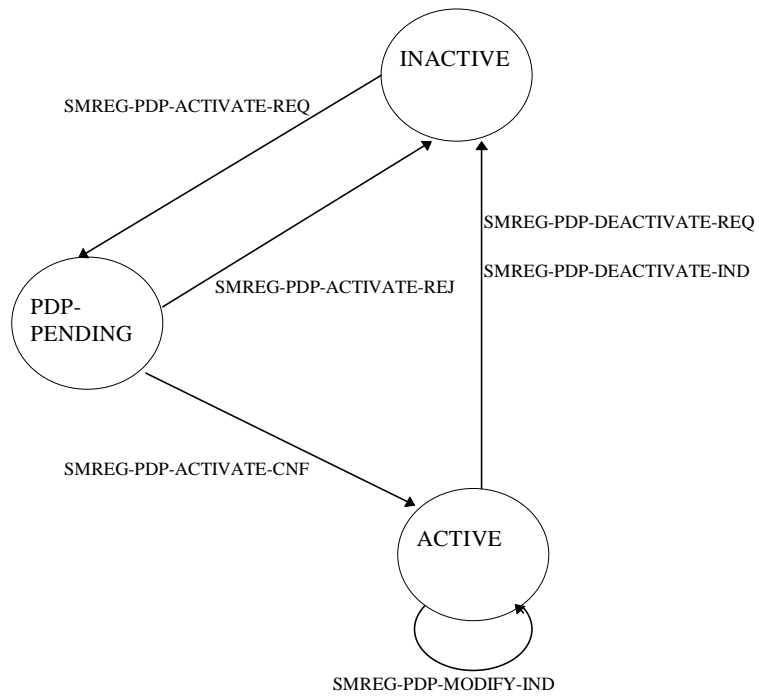 INACTIVE
SMREG-PDP-ACTIVATE-REQ
SMREG-PDP-DEACTIVATE-REQ
SMREG-PDP-DEACTIVATE-IND
SMREG-PDP-ACTIVATE-REJ
PDP-
PENDING
SMREG-PDP-ACTIVATE-CNF
ACTIVE
SMREG-PDP-MODIFY-IND